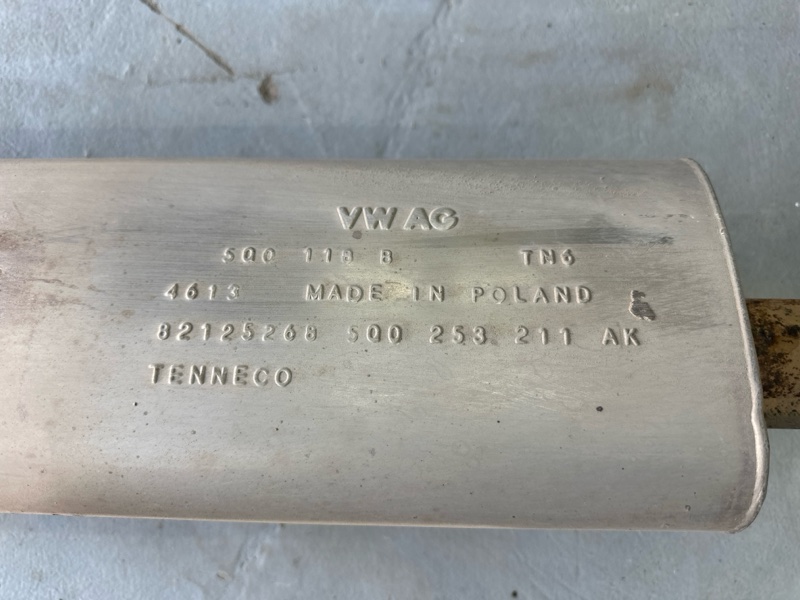 VW AG
5Q0 118 B TN6
4613 MADE IN POLAND
82125268 5Q0 253 211 AK
TENNECO